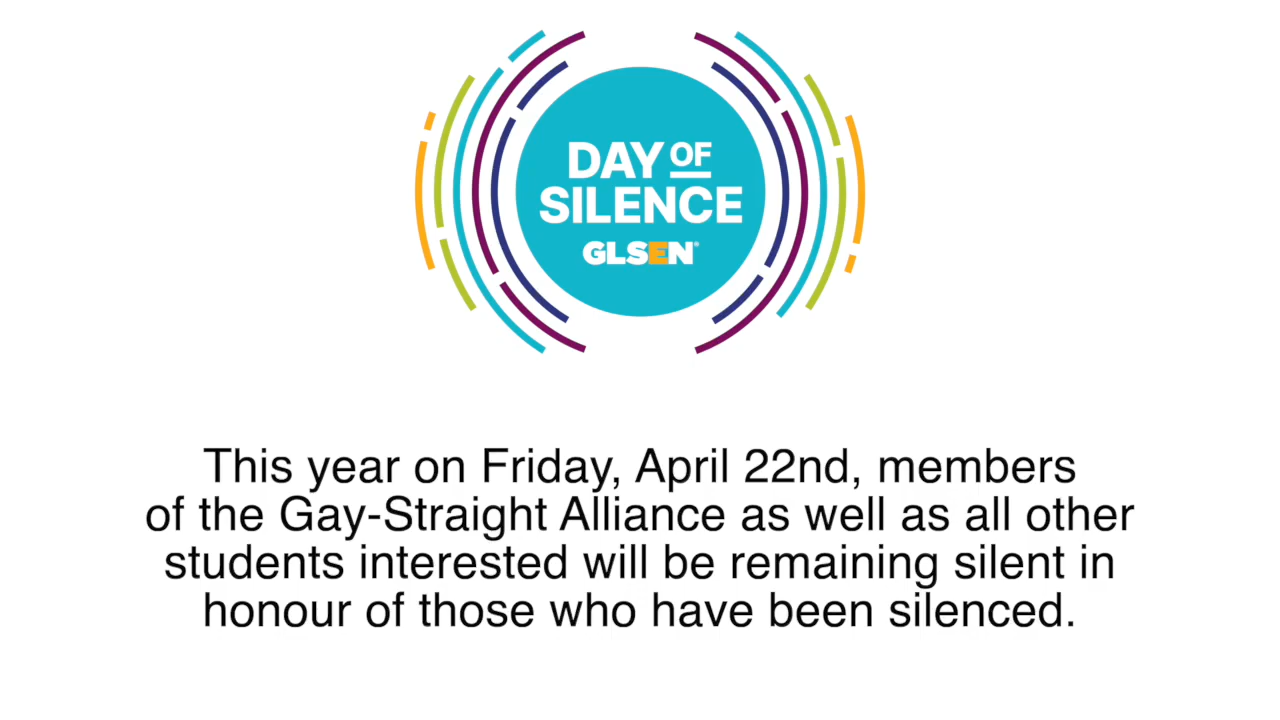 DAY OF
SILENCE
GLSEN®
This year on Friday, April 22nd, members
of the Gay-Straight Alliance as well as all other
students interested will be remaining silent in
honour of those who have been silenced.